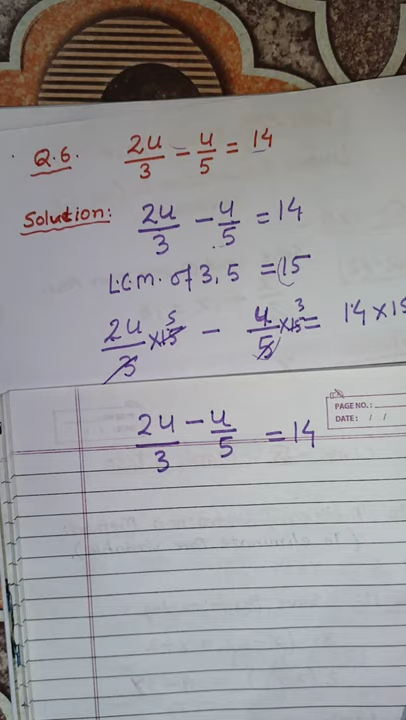 Q.6. 2u/3 - u/5 = 14
Solution: 2u/3 - u/5 = 14
L.C.M. of 3, 5 = 15
2u/3 × 15 5 - u/5 × 15 3 = 14 × 15
PAGE NO.:
DATE: / /
2u/3 - u/5 = 14